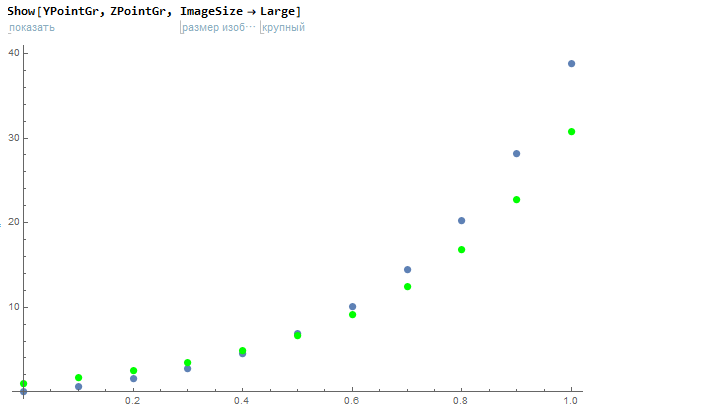 Show[YPointGr, ZPointGr, ImageSize → Large]
показать размер изоб⋯ крупный
40
30
20
10
0.2 0.4 0.6 0.8 1.0